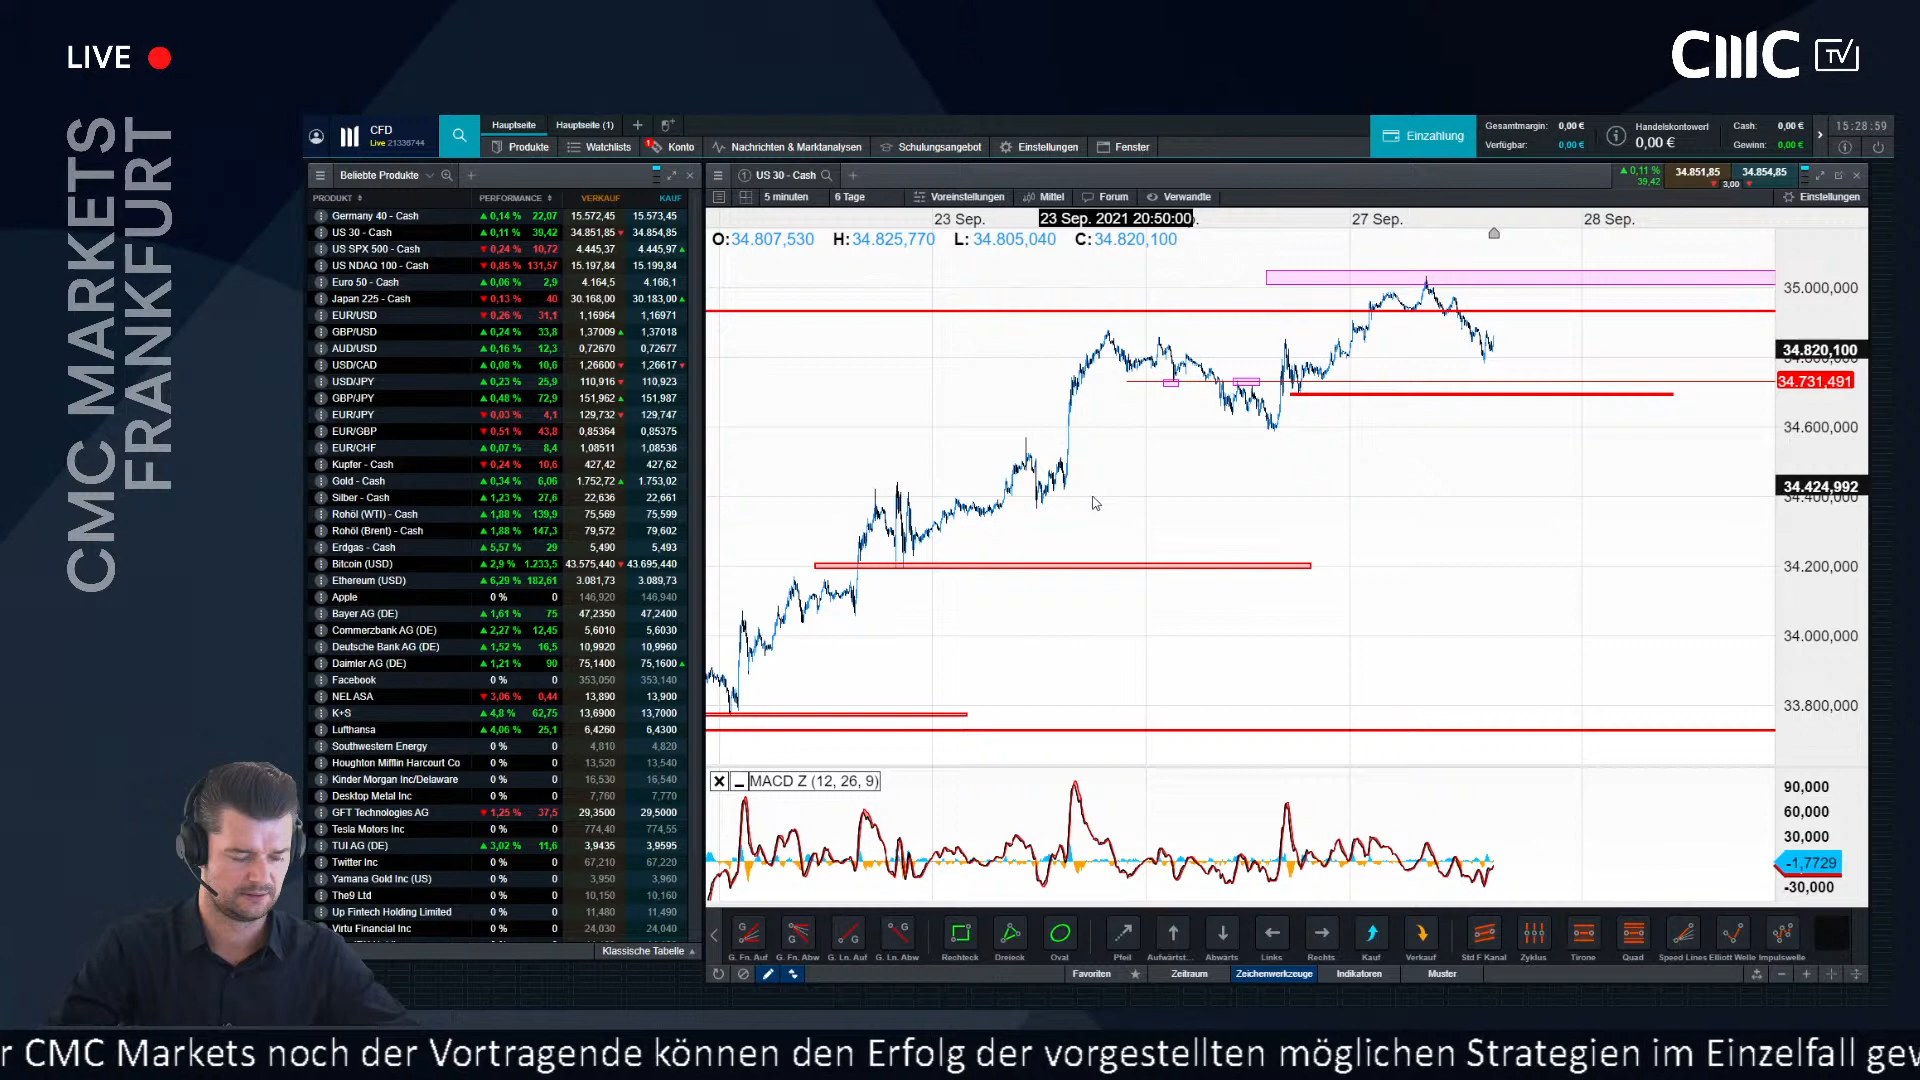 LIVE
CMC TV
CMC MARKETS
FRANKFURT
CFD
Live 21336744
Hauptseite Hauptseite (1)
Produkte Watchlists Konto Nachrichten & Marktanalysen Schulungsangebot Einstellungen Fenster
Einzahlung
Gesamtmargin: 0,00 €
Verfügbar: 0,00 €
Handelskontowert
0,00 €
Cash: 0,00 €
Gewinn: 0,00 €
15:28:59
Beliebte Produkte
PRODUKT PERFORMANCE VERKAUF KAUF
Germany 40 - Cash 0,14 % 22,07 15.572,45 15.573,45
US 30 - Cash 0,11 % 39,42 34.851,85 34.854,85
US SPX 500 - Cash 0,24 % 10,72 4.445,37 4.445,97
US NDAQ 100 - Cash 0,85 % 131,57 15.197,84 15.199,84
Euro 50 - Cash 0,06 % 2,9 4.164,5 4.166,1
Japan 225 - Cash 0,13 % 40 30.168,00 30.183,00
EUR/USD 0,26 % 31,1 1,16964 1,16971
GBP/USD 0,24 % 33,8 1,37009 1,37018
AUD/USD 0,16 % 12,3 0,72670 0,72677
USD/CAD 0,08 % 10,6 1,26600 1,26617
USD/JPY 0,23 % 25,9 110,916 110,923
GBP/JPY 0,48 % 72,9 151,962 151,987
EUR/JPY 0,03 % 4,1 129,732 129,747
EUR/GBP 0,51 % 43,8 0,85364 0,85375
EUR/CHF 0,07 % 8,4 1,08511 1,08536
Kupfer - Cash 0,24 % 10,6 427,42 427,62
Gold - Cash 0,34 % 6,06 1.752,72 1.753,02
Silber - Cash 1,23 % 27,6 22,636 22,661
Rohöl (WTI) - Cash 1,88 % 139,9 75,569 75,599
Rohöl (Brent) - Cash 1,88 % 147,3 79,572 79,602
Erdgas - Cash 5,57 % 29 5,490 5,493
Bitcoin (USD) 2,9 % 1.233,5 43.575,440 43.695,440
Ethereum (USD) 6,29 % 182,61 3.081,73 3.089,73
Apple 0 % 0 146,920 146,940
Bayer AG (DE) 1,61 % 75 47,2350 47,2400
Commerzbank AG (DE) 2,27 % 12,45 5,6010 5,6030
Deutsche Bank AG (DE) 1,52 % 16,5 10,9920 10,9960
Daimler AG (DE) 1,21 % 90 75,1400 75,1600
Facebook 0 % 0 353,050 353,140
NEL ASA 3,06 % 0,44 13,890 13,900
K+S 4,8 % 62,75 13,6900 13,7000
Lufthansa 4,06 % 25,1 6,4260 6,4300
Southwestern Energy 0 % 0 4,810 4,820
Houghton Mifflin Harcourt Co 0 % 0 13,520 13,540
Kinder Morgan Inc/Delaware 0 % 0 16,530 16,540
Desktop Metal Inc 0 % 0 7,760 7,770
GFT Technologies AG 1,25 % 37,5 29,3500 29,5000
Tesla Motors Inc 0 % 0 774,40 774,55
TUI AG (DE) 3,02 % 11,6 3,9435 3,9595
Twitter Inc 0 % 0 67,210 67,220
Yamana Gold Inc (US) 0 % 0 3,950 3,960
The9 Ltd 0 % 0 10,150 10,160
Up Fintech Holding Limited 0 % 0 11,480 11,490
Virtu Financial Inc 0 % 0 24,030 24,040
Klassische Tabelle
1 US 30 - Cash
0,11 %
39,42
34.851,85 34.854,85
3,00
5 minuten 6 Tage Voreinstellungen Mittel Forum Verwandte Einstellungen
23 Sep. 23 Sep. 2021 20:50:00 27 Sep. 28 Sep.
O:34.807,530 H: 34.825,770 L: 34.805,040 C: 34.820,100
35.000,000
34.820,100
34.731,491
34.600,000
34.424,992
34.400,000
34.200,000
34.000,000
33.800,000
MACD Z (12, 26, 9)
90,000
60,000
30,000
-1,7729
-30,000
G. Fn. Auf G. Fn. Abw G. Ln. Auf G. Ln. Abw Rechteck Dreieck Oval Pfeil Aufwärtst... Abwärts Links Rechts Kauf Verkauf Std F Kanal Zyklus Tirone Quad Speed Lines Elliott Welle Impulswelle
Favoriten Zeitraum Zeichenwerkzeuge Indikatoren Muster
r CMC Markets noch der Vortragende können den Erfolg der vorgestellten möglichen Strategien im Einzelfall gew